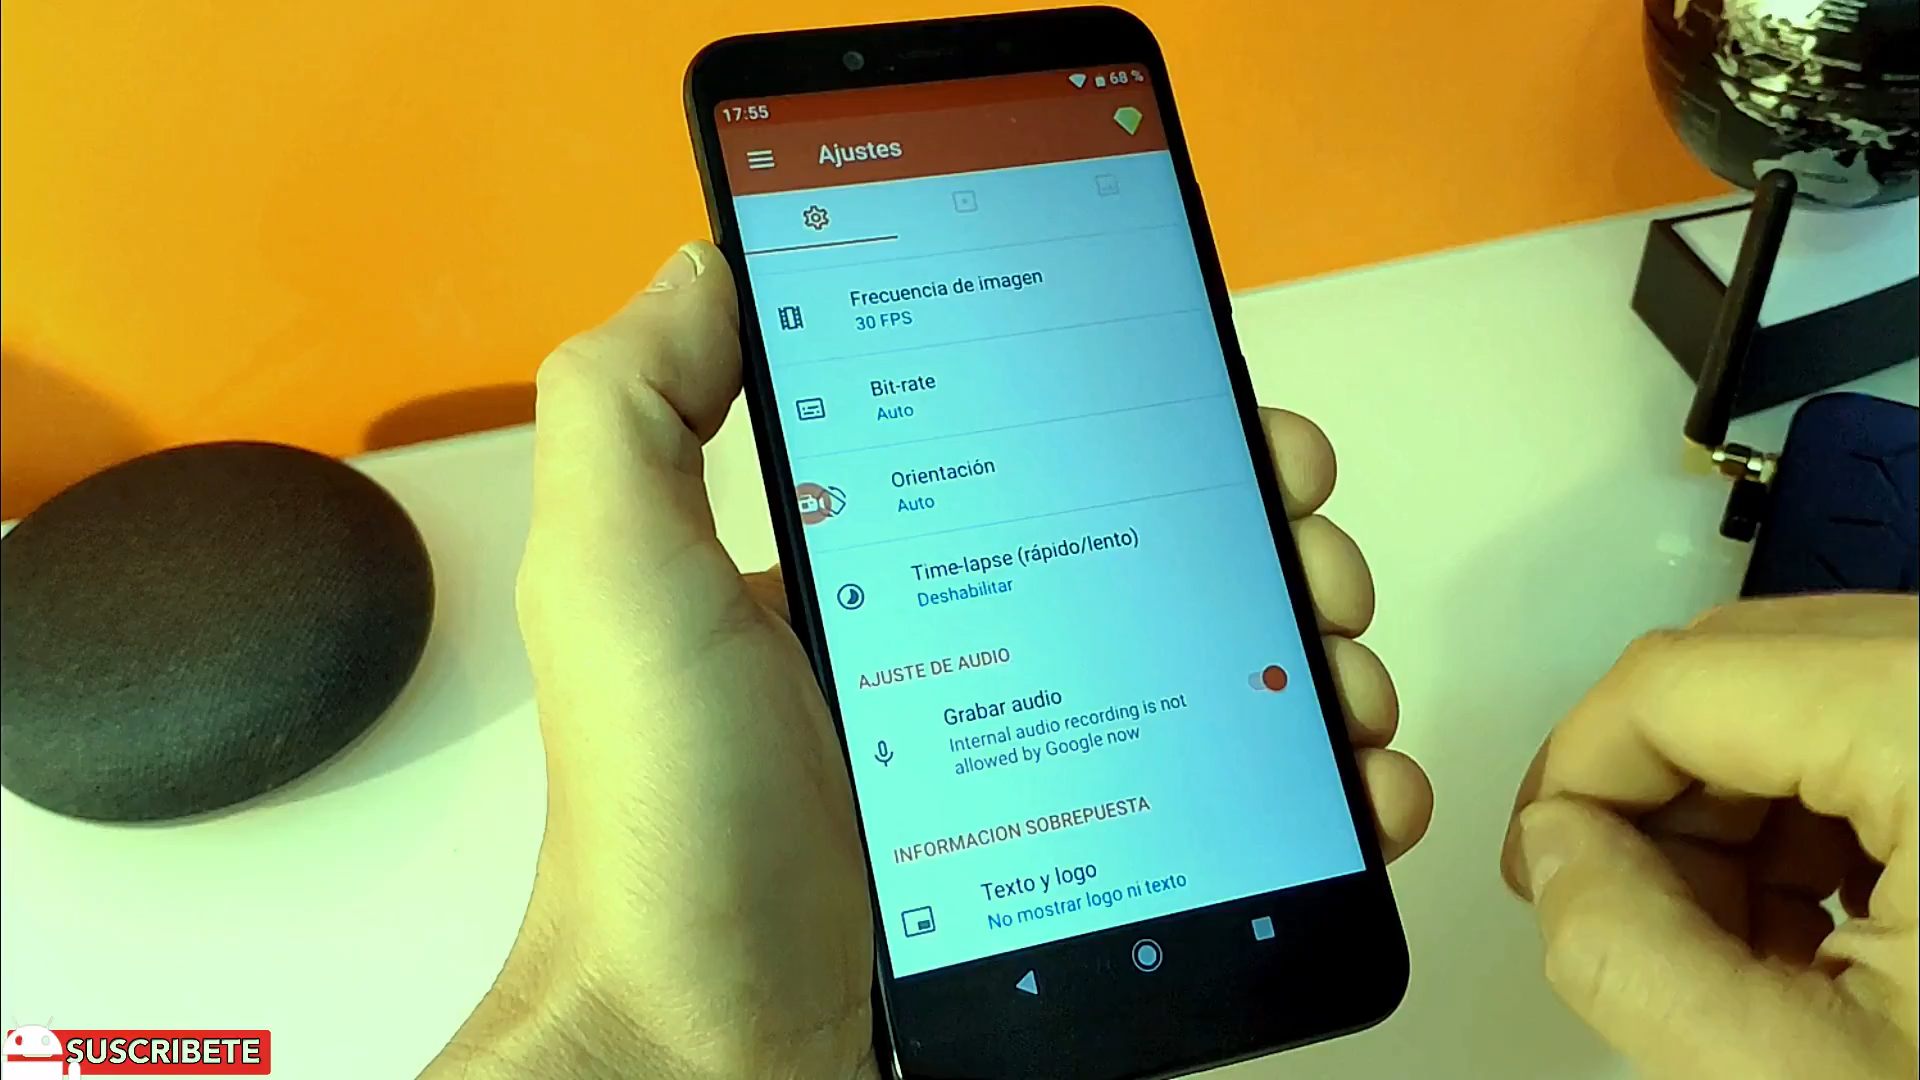 17:55
68 %
Ajustes
Frecuencia de imagen
30 FPS
Bit-rate
Auto
Orientación
Auto
Time-lapse (rápido/lento)
Deshabilitar
AJUSTE DE AUDIO
Grabar audio
Internal audio recording is not
allowed by Google now
INFORMACION SOBREPUESTA
Texto y logo
No mostrar logo ni texto
SUSCRIBETE